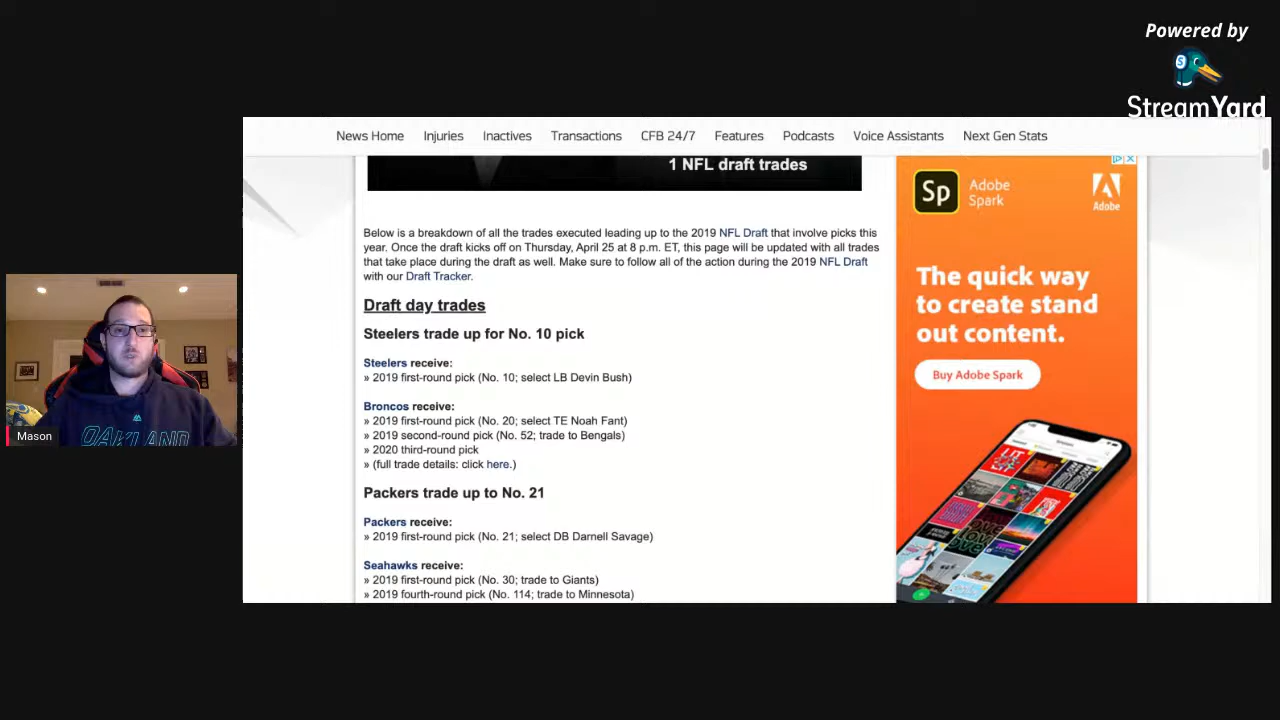 Powered by
StreamYard
News Home Injuries Inactives Transactions CFB 24/7 Features Podcasts Voice Assistants Next Gen Stats
1 NFL draft trades
Below is a breakdown of all the trades executed leading up to the 2019 NFL Draft that involve picks this
year. Once the draft kicks off on Thursday, April 25 at 8 p.m. ET, this page will be updated with all trades
that take place during the draft as well. Make sure to follow all of the action during the 2019 NFL Draft
with our Draft Tracker.
Draft day trades
Steelers trade up for No. 10 pick
Steelers receive:
» 2019 first-round pick (No. 10; select LB Devin Bush)
Broncos receive:
» 2019 first-round pick (No. 20; select TE Noah Fant)
» 2019 second-round pick (No. 52; trade to Bengals)
» 2020 third-round pick
» (full trade details: click here.)
Packers trade up to No. 21
Packers receive:
» 2019 first-round pick (No. 21; select DB Darnell Savage)
Seahawks receive:
» 2019 first-round pick (No. 30; trade to Giants)
» 2019 fourth-round pick (No. 114; trade to Minnesota)
Sp
Adobe
Spark
Adobe
The quick way
to create stand
out content.
Buy Adobe Spark
OAKLAND
Mason